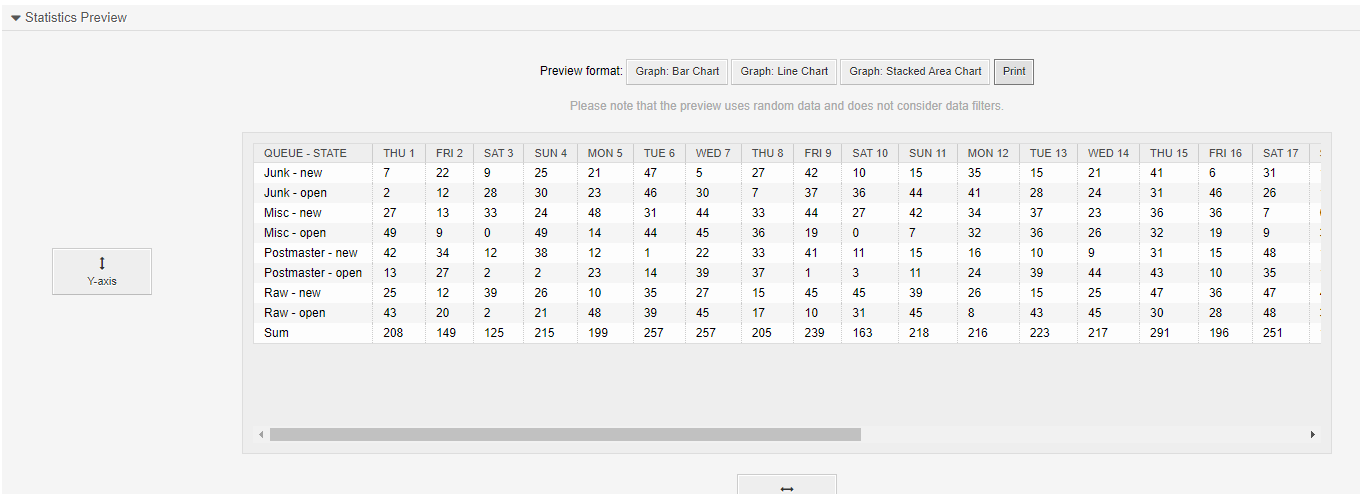 Statistics Preview
Preview format: Graph: Bar Chart Graph: Line Chart Graph: Stacked Area Chart Print
Please note that the preview uses random data and does not consider data filters.
QUEUE - STATE THU 1 FRI 2 SAT 3 SUN 4 MON 5 TUE 6 WED 7 THU 8 FRI 9 SAT 10 SUN 11 MON 12 TUE 13 WED 14 THU 15 FRI 16 SAT 17
Junk - new 7 22 9 25 21 47 5 27 42 10 15 35 15 21 41 6 31
Junk - open 2 12 28 30 23 46 30 7 37 36 44 41 28 24 31 46 26
Misc - new 27 13 33 24 48 31 44 33 44 27 42 34 37 23 36 36 7
Misc - open 49 9 0 49 14 44 45 36 19 0 7 32 36 26 32 19 9
Postmaster - new 42 34 12 38 12 1 22 33 41 11 15 16 10 9 31 15 48
Postmaster - open 13 27 2 2 23 14 39 37 1 3 11 24 39 44 43 10 35
Raw - new 25 12 39 26 10 35 27 15 45 45 39 26 15 25 47 36 47
Raw - open 43 20 2 21 48 39 45 17 10 31 45 8 43 45 30 28 48
Sum 208 149 125 215 199 257 257 205 239 163 218 216 223 217 291 196 251
Y-axis